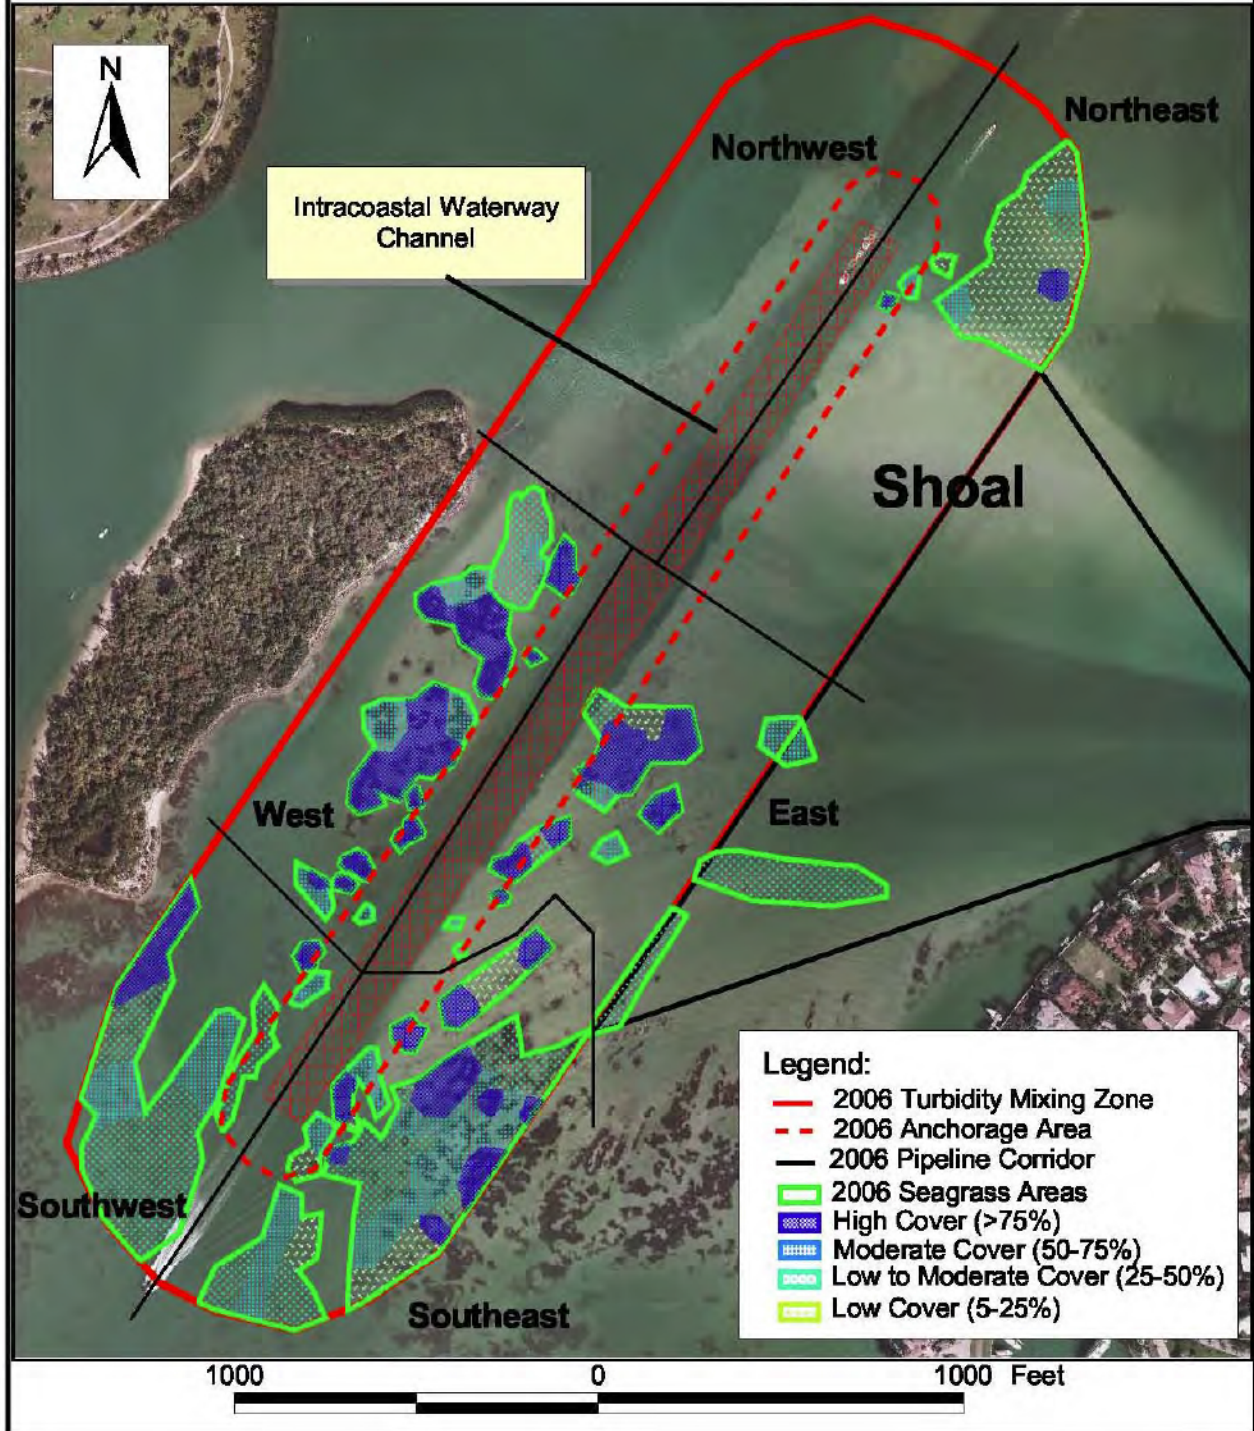 N
Northeast
Northwest
Intracoastal Waterway
Channel
Shoal
West
East
Southwest
Southeast
Legend:
2006 Turbidity Mixing Zone
2006 Anchorage Area
2006 Pipeline Corridor
2006 Seagrass Areas
High Cover (>75%)
Moderate Cover (50-75%)
Low to Moderate Cover (25-50%)
Low Cover (5-25%)
1000 0 1000 Feet